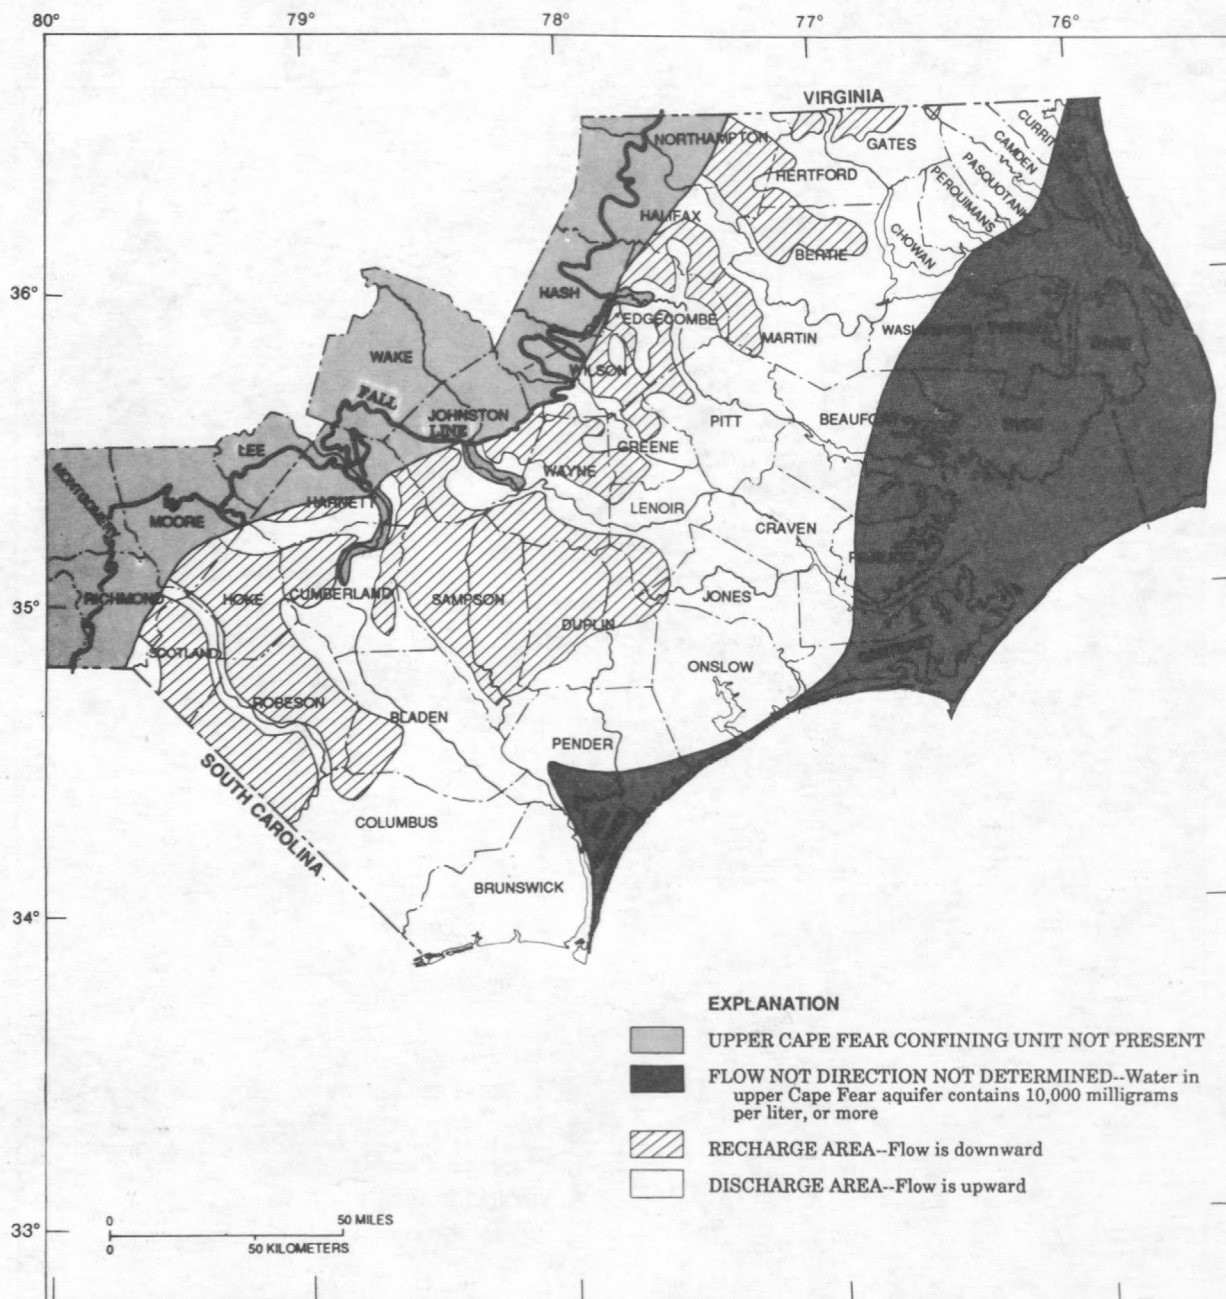 80° 79° 78° 77° 76°
VIRGINIA
NORTHAMPTON
GATES
CURRIT
CAMDEN
PASQUOTANK
PERQUIMANS
HERTFORD
HALIFAX
CHOWAN
BERTIE
36°
NASH
EDGECOMBE
MARTIN
WAKE
WILSON
FALL
JOHNSTON
LINE
PITT
BEAUFORT
LEE
GREENE
WAYNE
MONTGOMERY
HARNETT
LENOIR
MOORE
CRAVEN
35°
RICHMOND
HOKE
CUMBERLAND
SAMPSON
JONES
DUPLIN
SCOTLAND
ONSLOW
ROBESON
BLADEN
PENDER
SOUTH CAROLINA
COLUMBUS
BRUNSWICK
34°
EXPLANATION
UPPER CAPE FEAR CONFINING UNIT NOT PRESENT
FLOW NOT DIRECTION NOT DETERMINED--Water in
upper Cape Fear aquifer contains 10,000 milligrams
per liter, or more
RECHARGE AREA--Flow is downward
DISCHARGE AREA--Flow is upward
33°
0 50 MILES
0 50 KILOMETERS